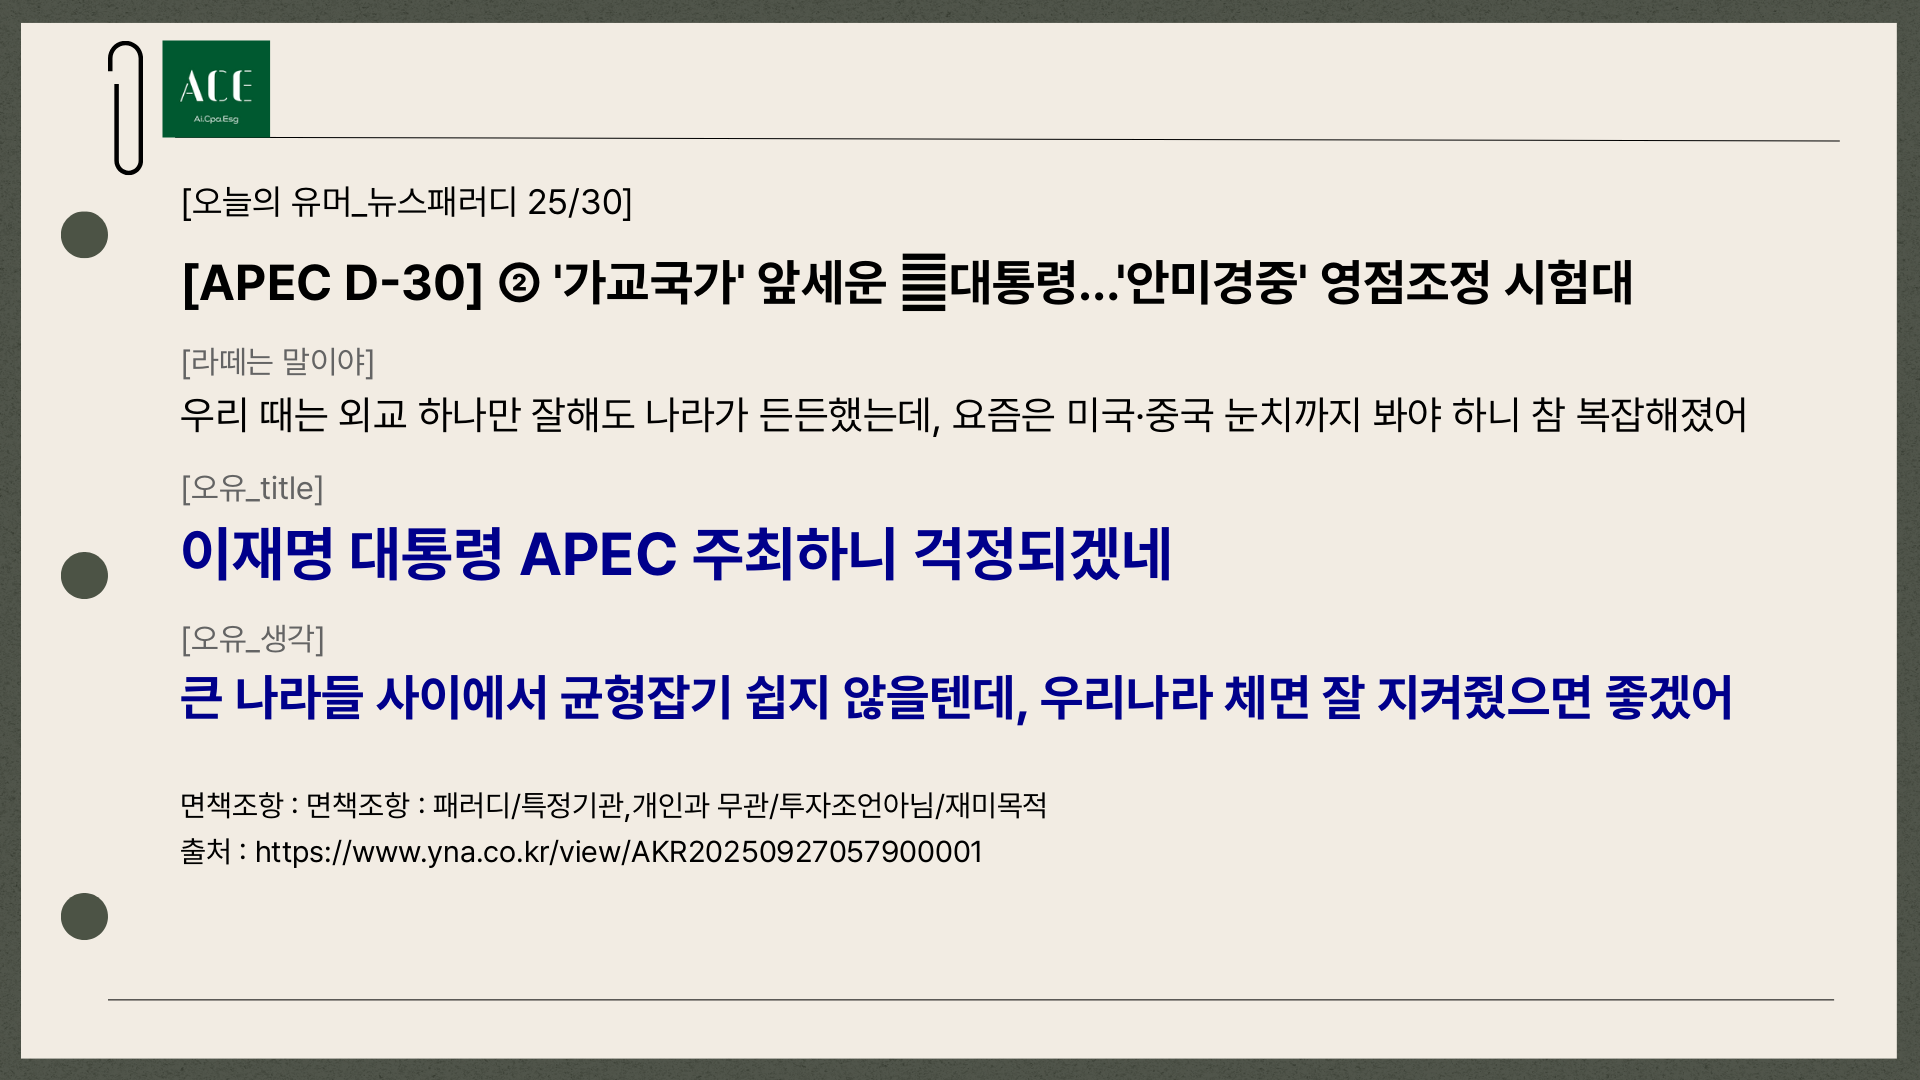 ACE
Ai.Cpa.Esg
[오늘의 유머_뉴스패러디 25/30]
[APEC D-30] ② '가교국가' 앞세운 대통령...'안미경중' 영점조정 시험대
[라떼는 말이야]
우리 때는 외교 하나만 잘해도 나라가 든든했는데, 요즘은 미국·중국 눈치까지 봐야 하니 참 복잡해졌어
[오유_title]
이재명 대통령 APEC 주최하니 걱정되겠네
[오유_생각]
큰 나라들 사이에서 균형잡기 쉽지 않을텐데, 우리나라 체면 잘 지켜줬으면 좋겠어
면책조항 : 면책조항 : 패러디/특정기관,개인과 무관/투자조언아님/재미목적
출처 : https://www.yna.co.kr/view/AKR20250927057900001